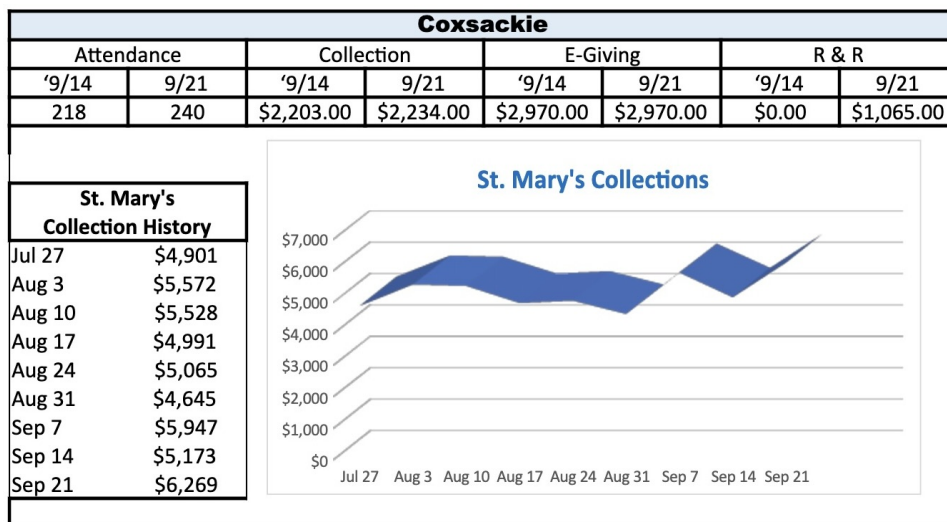 Coxsackie
Attendance Collection E-Giving R & R
‘9/14 9/21 ‘9/14 9/21 ‘9/14 9/21 ‘9/14 9/21
218 240 $2,203.00 $2,234.00 $2,970.00 $2,970.00 $0.00 $1,065.00
St. Mary's
Collection History
Jul 27 $4,901
Aug 3 $5,572
Aug 10 $5,528
Aug 17 $4,991
Aug 24 $5,065
Aug 31 $4,645
Sep 7 $5,947
Sep 14 $5,173
Sep 21 $6,269
St. Mary's Collections
$7,000
$6,000
$5,000
$4,000
$3,000
$2,000
$1,000
$0
Jul 27 Aug 3 Aug 10 Aug 17 Aug 24 Aug 31 Sep 7 Sep 14 Sep 21